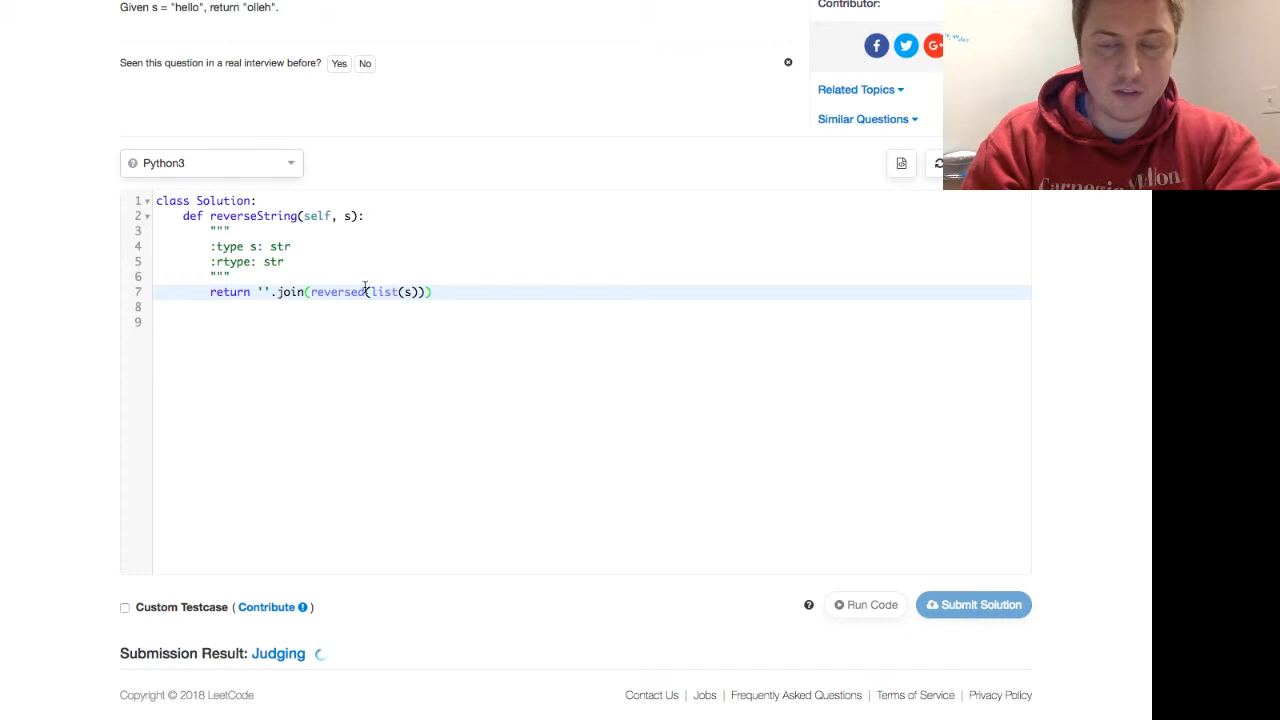 Given s = "hello", return "olleh".
Contributor:
Seen this question in a real interview before? Yes No
Related Topics
Similar Questions
Python3
Carnegie Mellon
1 class Solution:
2 def reverseString(self, s):
3 """
4 :type s: str
5 :rtype: str
6 """
7 return ''.join(reversed(list(s)))
8
9
Custom Testcase ( Contribute )
Run Code
Submit Solution
Submission Result: Judging
Copyright © 2018 LeetCode
Contact Us | Jobs | Frequently Asked Questions | Terms of Service | Privacy Policy